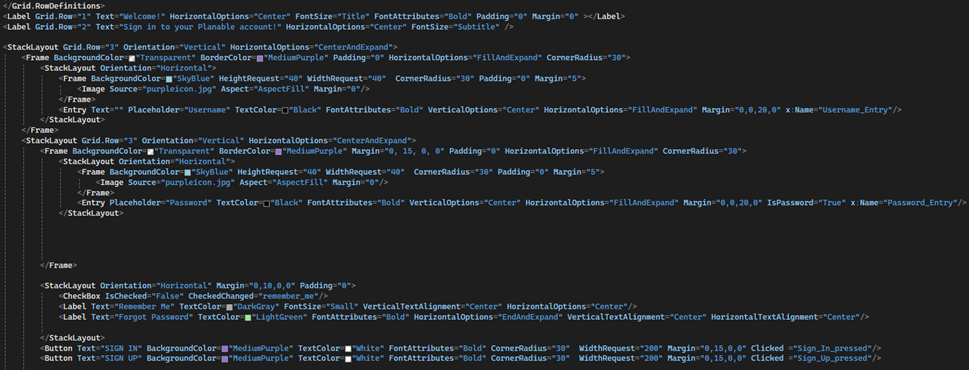 </Grid.RowDefinitions>
<Label Grid.Row="1" Text="Welcome!" HorizontalOptions="Center" FontSize="Title" FontAttributes="Bold" Padding="0" Margin="0" ></Label>
<Label Grid.Row="2" Text="Sign in to your Planable account!" HorizontalOptions="Center" FontSize="Subtitle" />
<StackLayout Grid.Row="3" Orientation="Vertical" HorizontalOptions="CenterAndExpand">
<Frame BackgroundColor="Transparent" BorderColor="MediumPurple" Padding="0" HorizontalOptions="FillAndExpand" CornerRadius="30">
<StackLayout Orientation="Horizontal">
<Frame BackgroundColor="SkyBlue" HeightRequest="40" WidthRequest="40"  CornerRadius="30" Padding="0" Margin="5">
<Image Source="purpleicon.jpg" Aspect="AspectFill" Margin="0"/>
</Frame>
<Entry Text="" Placeholder="Username" TextColor="Black" FontAttributes="Bold" VerticalOptions="Center" HorizontalOptions="FillAndExpand" Margin="0,0,20,0" x:Name="Username_Entry"/>
</StackLayout>
</Frame>
<StackLayout Grid.Row="3" Orientation="Vertical" HorizontalOptions="CenterAndExpand">
<Frame BackgroundColor="Transparent" BorderColor="MediumPurple" Margin="0, 15, 0, 0" Padding="0" HorizontalOptions="FillAndExpand" CornerRadius="30">
<StackLayout Orientation="Horizontal">
<Frame BackgroundColor="SkyBlue" HeightRequest="40" WidthRequest="40"  CornerRadius="30" Padding="0" Margin="5">
<Image Source="purpleicon.jpg" Aspect="AspectFill" Margin="0"/>
</Frame>
<Entry Placeholder="Password" TextColor="Black" FontAttributes="Bold" VerticalOptions="Center" HorizontalOptions="FillAndExpand" Margin="0,0,20,0" IsPassword="True" x:Name="Password_Entry"/>
</StackLayout>
</Frame>
<StackLayout Orientation="Horizontal" Margin="0,10,0,0" Padding="0">
<CheckBox IsChecked="False" CheckedChanged="remember_me"/>
<Label Text="Remember Me" TextColor="DarkGray" FontSize="Small" VerticalTextAlignment="Center" HorizontalOptions="Center"/>
<Label Text="Forgot Password" TextColor="LightGreen" FontAttributes="Bold" HorizontalOptions="EndAndExpand" VerticalTextAlignment="Center" HorizontalTextAlignment="Center"/>
</StackLayout>
<Button Text="SIGN IN" BackgroundColor="MediumPurple" TextColor="White" FontAttributes="Bold" CornerRadius="30"  WidthRequest="200" Margin="0,15,0,0" Clicked ="Sign_In_pressed"/>
<Button Text="SIGN UP" BackgroundColor="MediumPurple" TextColor="White" FontAttributes="Bold" CornerRadius="30"  WidthRequest="200" Margin="0,15,0,0" Clicked ="Sign_Up_pressed"/>